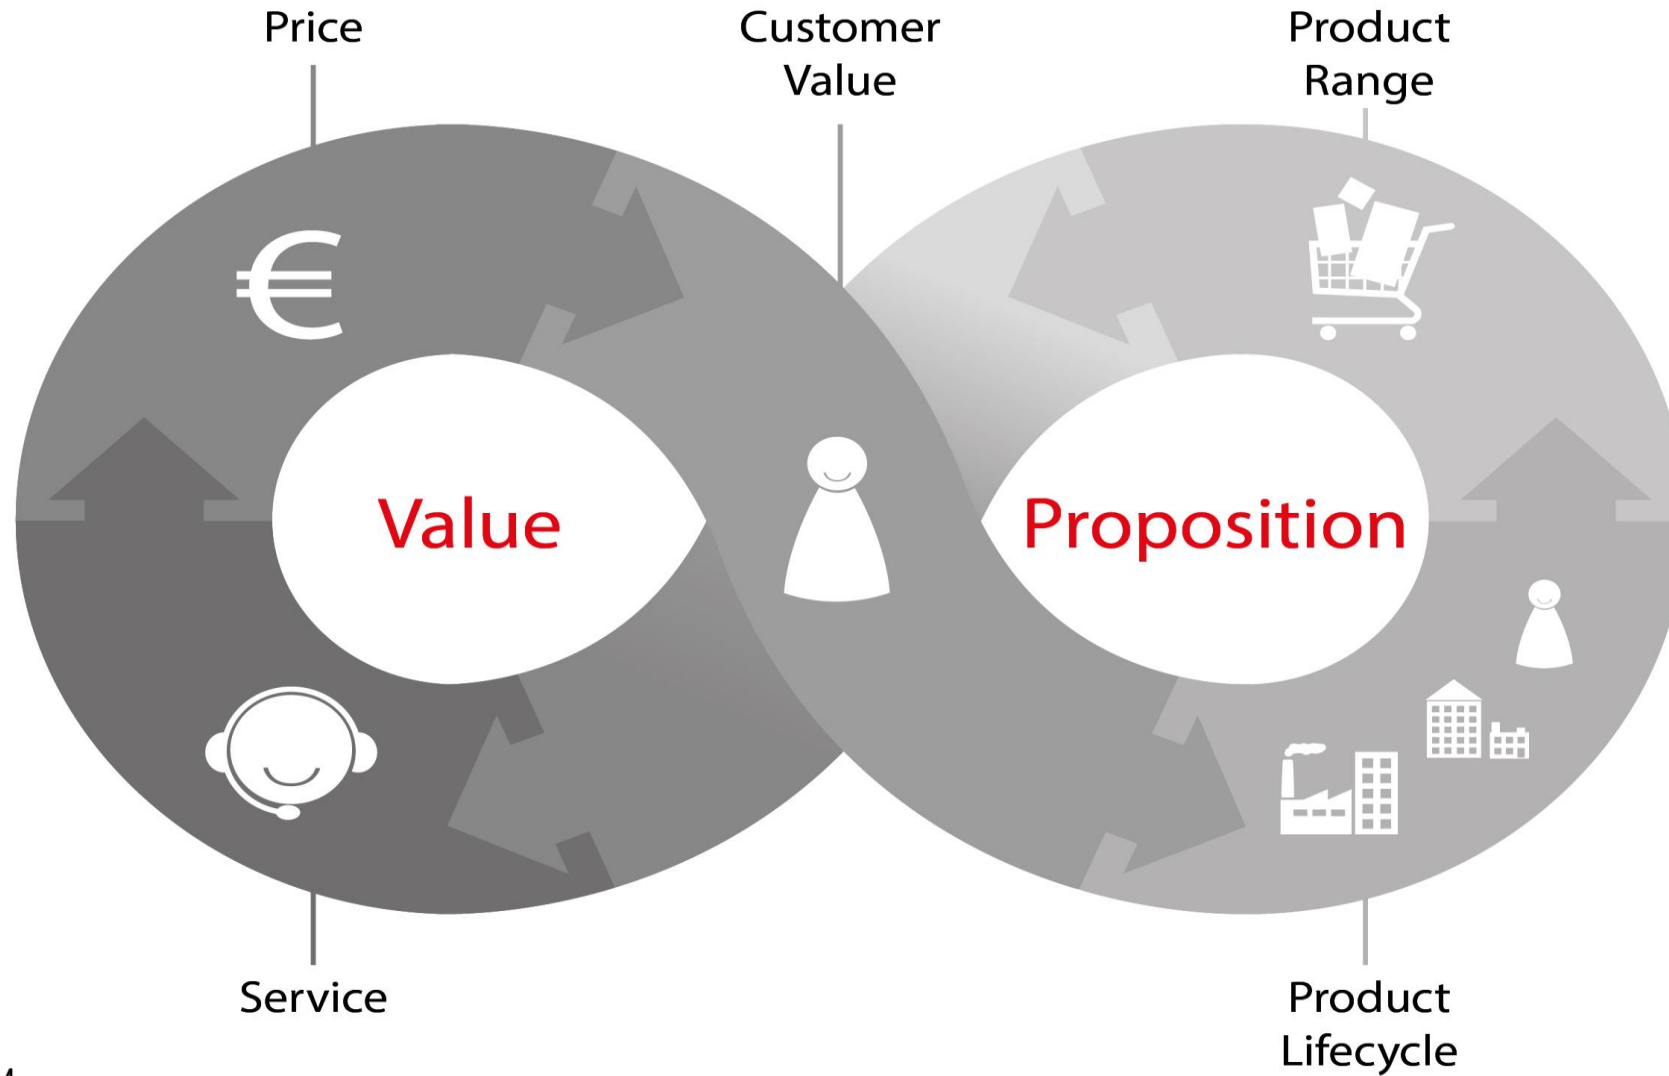 Price
Customer
Value
Product
Range
€
Value
Proposition
Service
Product
Lifecycle